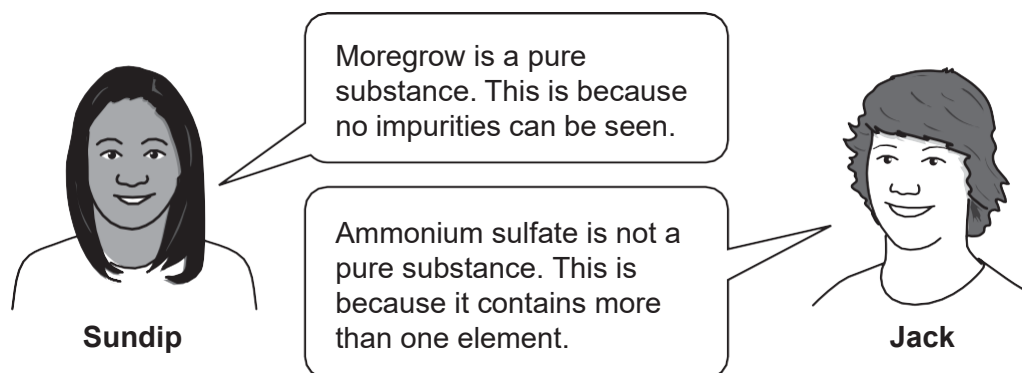 Moregrow is a pure
substance. This is because
no impurities can be seen.
Ammonium sulfate is not a
pure substance. This is
because it contains more
than one element.
Sundip
Jack